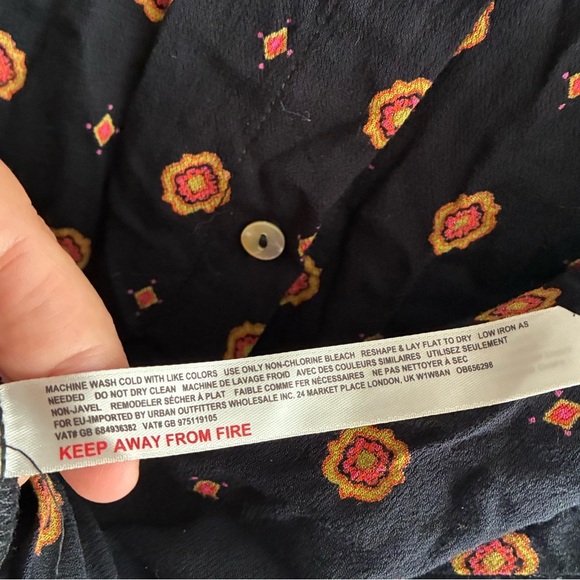 MACHINE WASH COLD WITH LIKE COLORS USE ONLY NON-CHLORINE BLEACH RESHAPE & LAY FLAT TO DRY LOW IRON AS
NEEDED DO NOT DRY CLEAN MACHINE DE LAVAGE FROID AVEC DES COULEURS SIMILAIRES UTILISEZ SEULEMENT
NON-JAVEL REMODELER SÈCHER À PLAT FAIBLE COMME FER NÉCESSAIRES NE PAS NETTOYER À SEC
FOR EU-IMPORTED BY URBAN OUTFITTERS WHOLESALE INC. 24 MARKET PLACE LONDON, UK W1W8AN OB656298
VAT# GB 684936382 VAT# GB 975119105
KEEP AWAY FROM FIRE